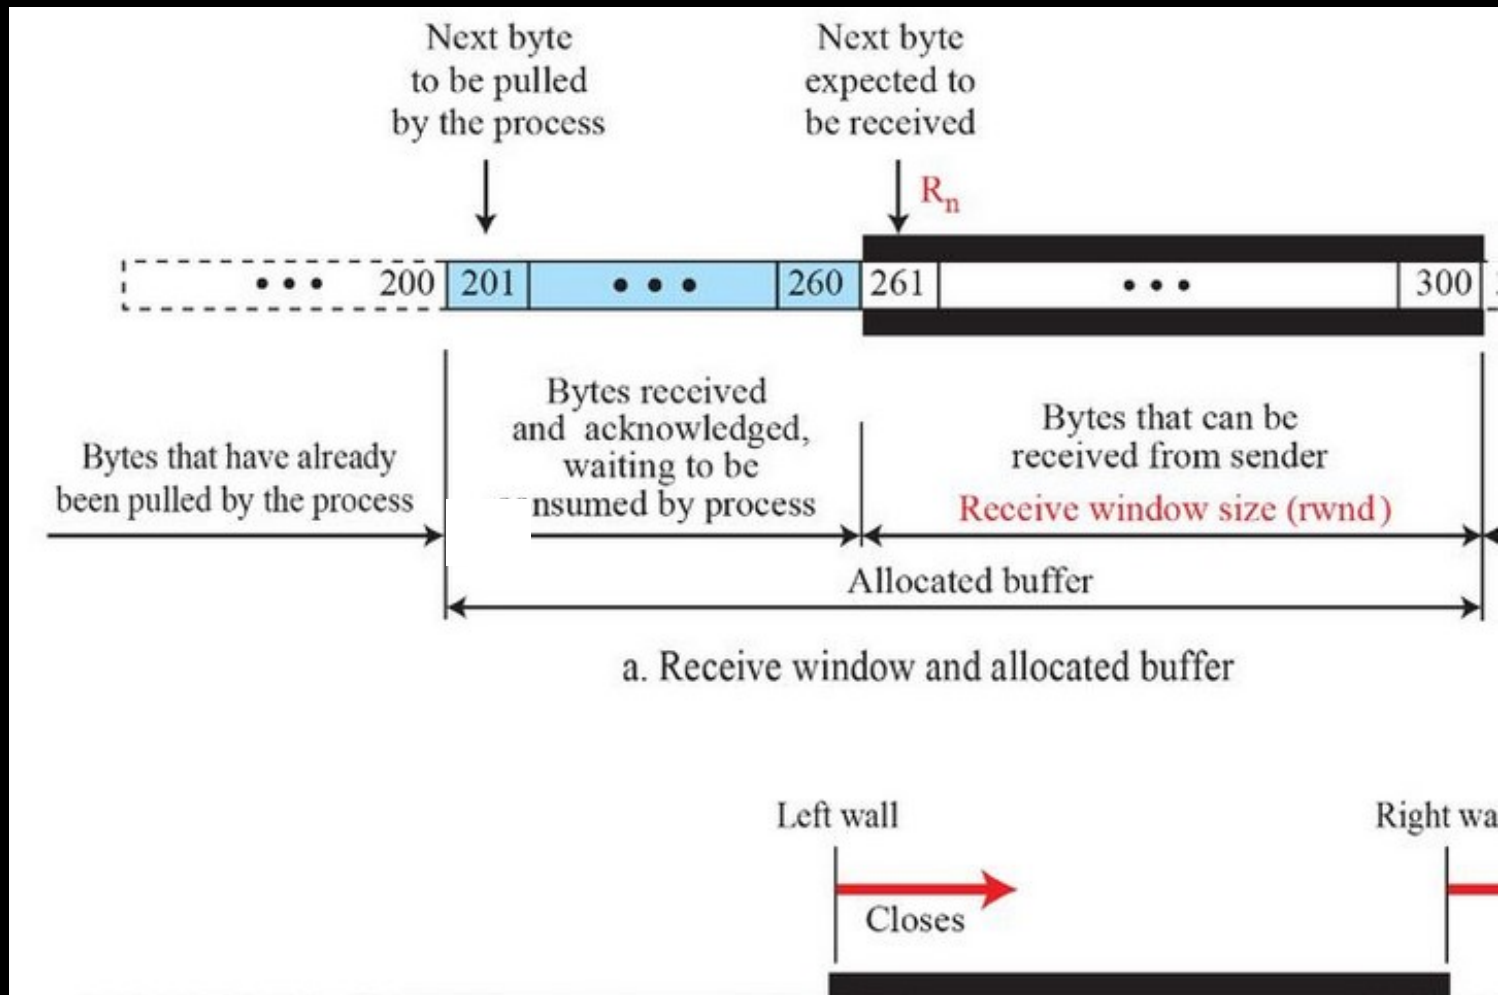 Next byte
to be pulled
by the process
Next byte
expected to
be received
Rn
••• 200 201 ••• 260 261 ••• 300
Bytes that have already
been pulled by the process
Bytes received
and acknowledged,
waiting to be
nsumed by process
Bytes that can be
received from sender
Receive window size (rwnd)
Allocated buffer
a. Receive window and allocated buffer
Left wall
Right wa
Closes